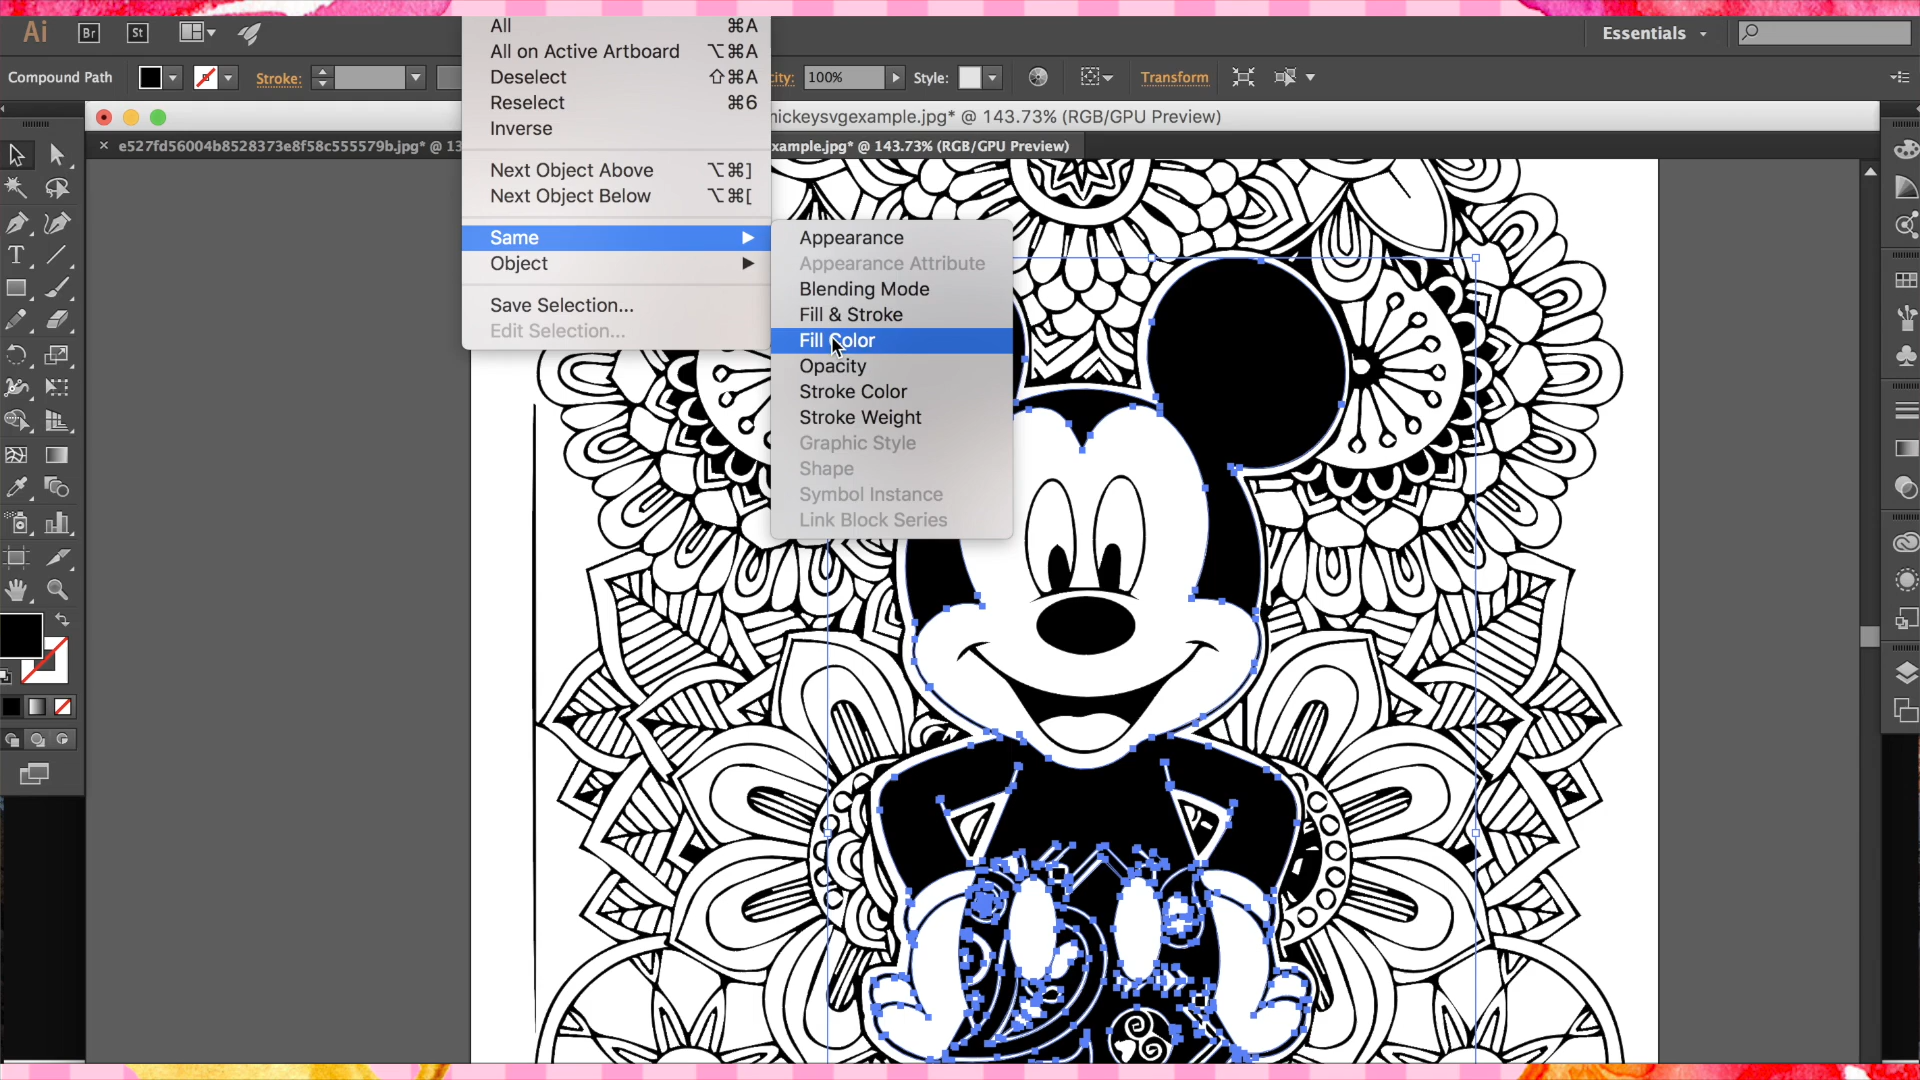 Ai
Br
St
Essentials
Compound Path
Stroke:
city:
100%
Style:
Transform
All ⌘A
All on Active Artboard ⌥⌘A
Deselect ⇧⌘A
Reselect ⌘6
Inverse
Next Object Above ⌥⌘]
Next Object Below ⌥⌘[
Same
Object
Save Selection...
Edit Selection...
Appearance
Appearance Attribute
Blending Mode
Fill & Stroke
Fill Color
Opacity
Stroke Color
Stroke Weight
Graphic Style
Shape
Symbol Instance
Link Block Series
nickeysvgexample.jpg* @ 143.73% (RGB/GPU Preview)
e527fd56004b8528373e8f58c555579b.jpg* @ 13
xample.jpg* @ 143.73% (RGB/GPU Preview)
T